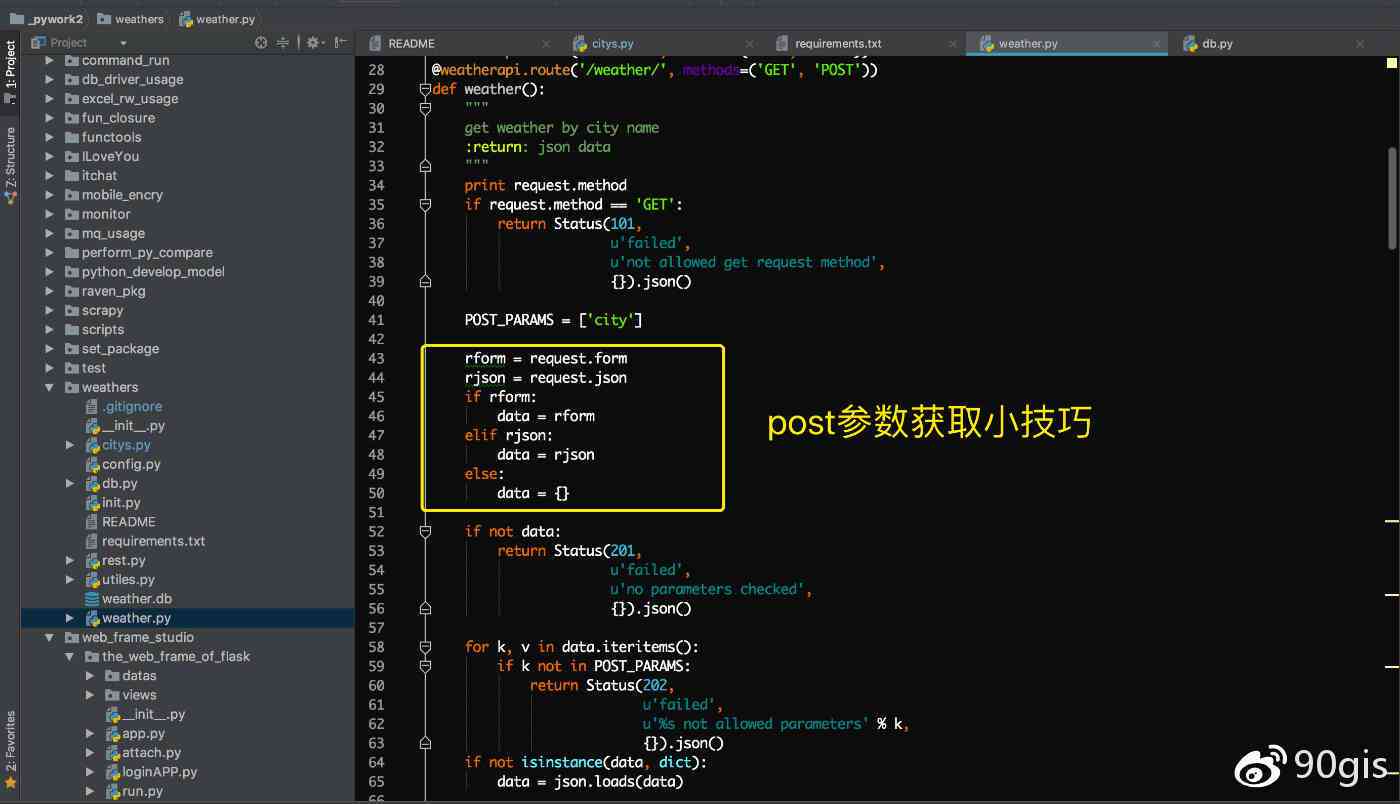 _pywork2 weathers weather.py
Project
README citys.py requirements.txt weather.py db.py
1: Project
Z: Structure
2: Favorites
command_run
db_driver_usage
excel_rw_usage
fun_closure
functools
ILoveYou
itchat
mobile_encry
monitor
mq_usage
perform_py_compare
python_develop_model
raven_pkg
scrapy
scripts
set_package
test
weathers
.gitignore
__init__.py
citys.py
config.py
db.py
init.py
README
requirements.txt
rest.py
utiles.py
weather.db
weather.py
web_frame_studio
the_web_frame_of_flask
datas
views
__init__.py
app.py
attach.py
loginAPP.py
run.py
28 @weatherapi.route('/weather/', methods=('GET', 'POST'))
29 def weather():
30 """
31 get weather by city name
32 :return: json data
33 """
34 print request.method
35 if request.method == 'GET':
36 return Status(101,
37 u'failed',
38 u'not allowed get request method',
39 {}).json()
40
41 POST_PARAMS = ['city']
42
43 rform = request.form
44 rjson = request.json
45 if rform:
46 data = rform
47 elif rjson:
48 data = rjson
49 else:
50 data = {}
51
52 if not data:
53 return Status(201,
54 u'failed',
55 u'no parameters checked',
56 {}).json()
57
58 for k, v in data.iteritems():
59 if k not in POST_PARAMS:
60 return Status(202,
61 u'failed',
62 u'%s not allowed parameters' % k,
63 {}).json()
64 if not isinstance(data, dict):
65 data = json.loads(data)
post参数获取小技巧
90gis